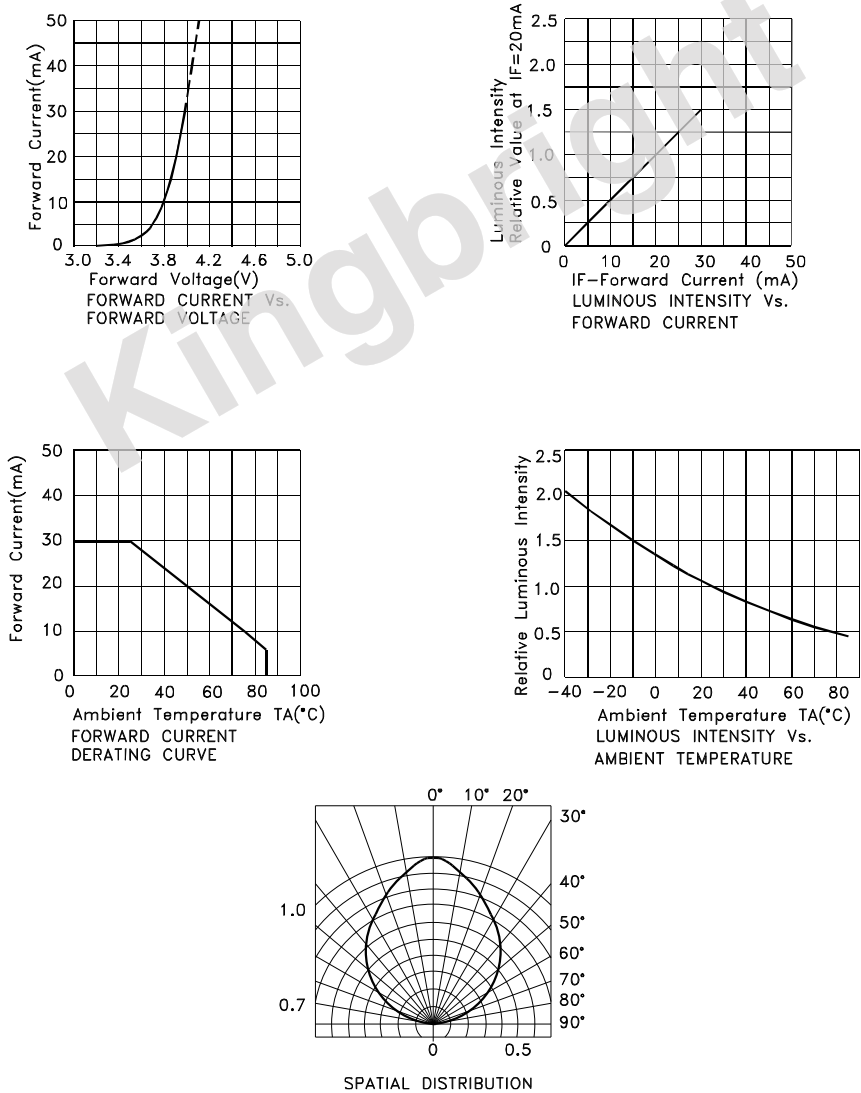 50
40
30
20
10
0
Forward Current(mA)
3.0 3.4 3.8 4.2 4.6 5.0
Forward Voltage(V)
FORWARD CURRENT Vs.
FORWARD VOLTAGE
Luminous Intensity
Relative Value at IF=20mA
2.5
2.0
1.5
1.0
0.5
0
0 10 20 30 40 50
IF-Forward Current (mA)
LUMINOUS INTENSITY Vs.
FORWARD CURRENT
Kingbright
50
40
30
20
10
0
Forward Current(mA)
0 20 40 60 80 100
Ambient Temperature TA(°C)
FORWARD CURRENT
DERATING CURVE
Relative Luminous Intensity
2.5
2.0
1.5
1.0
0.5
0
-40 -20 0 20 40 60 80
Ambient Temperature TA(°C)
LUMINOUS INTENSITY Vs.
AMBIENT TEMPERATURE
0° 10° 20°
30°
40°
50°
60°
70°
80°
90°
1.0
0.7
0 0.5
SPATIAL DISTRIBUTION